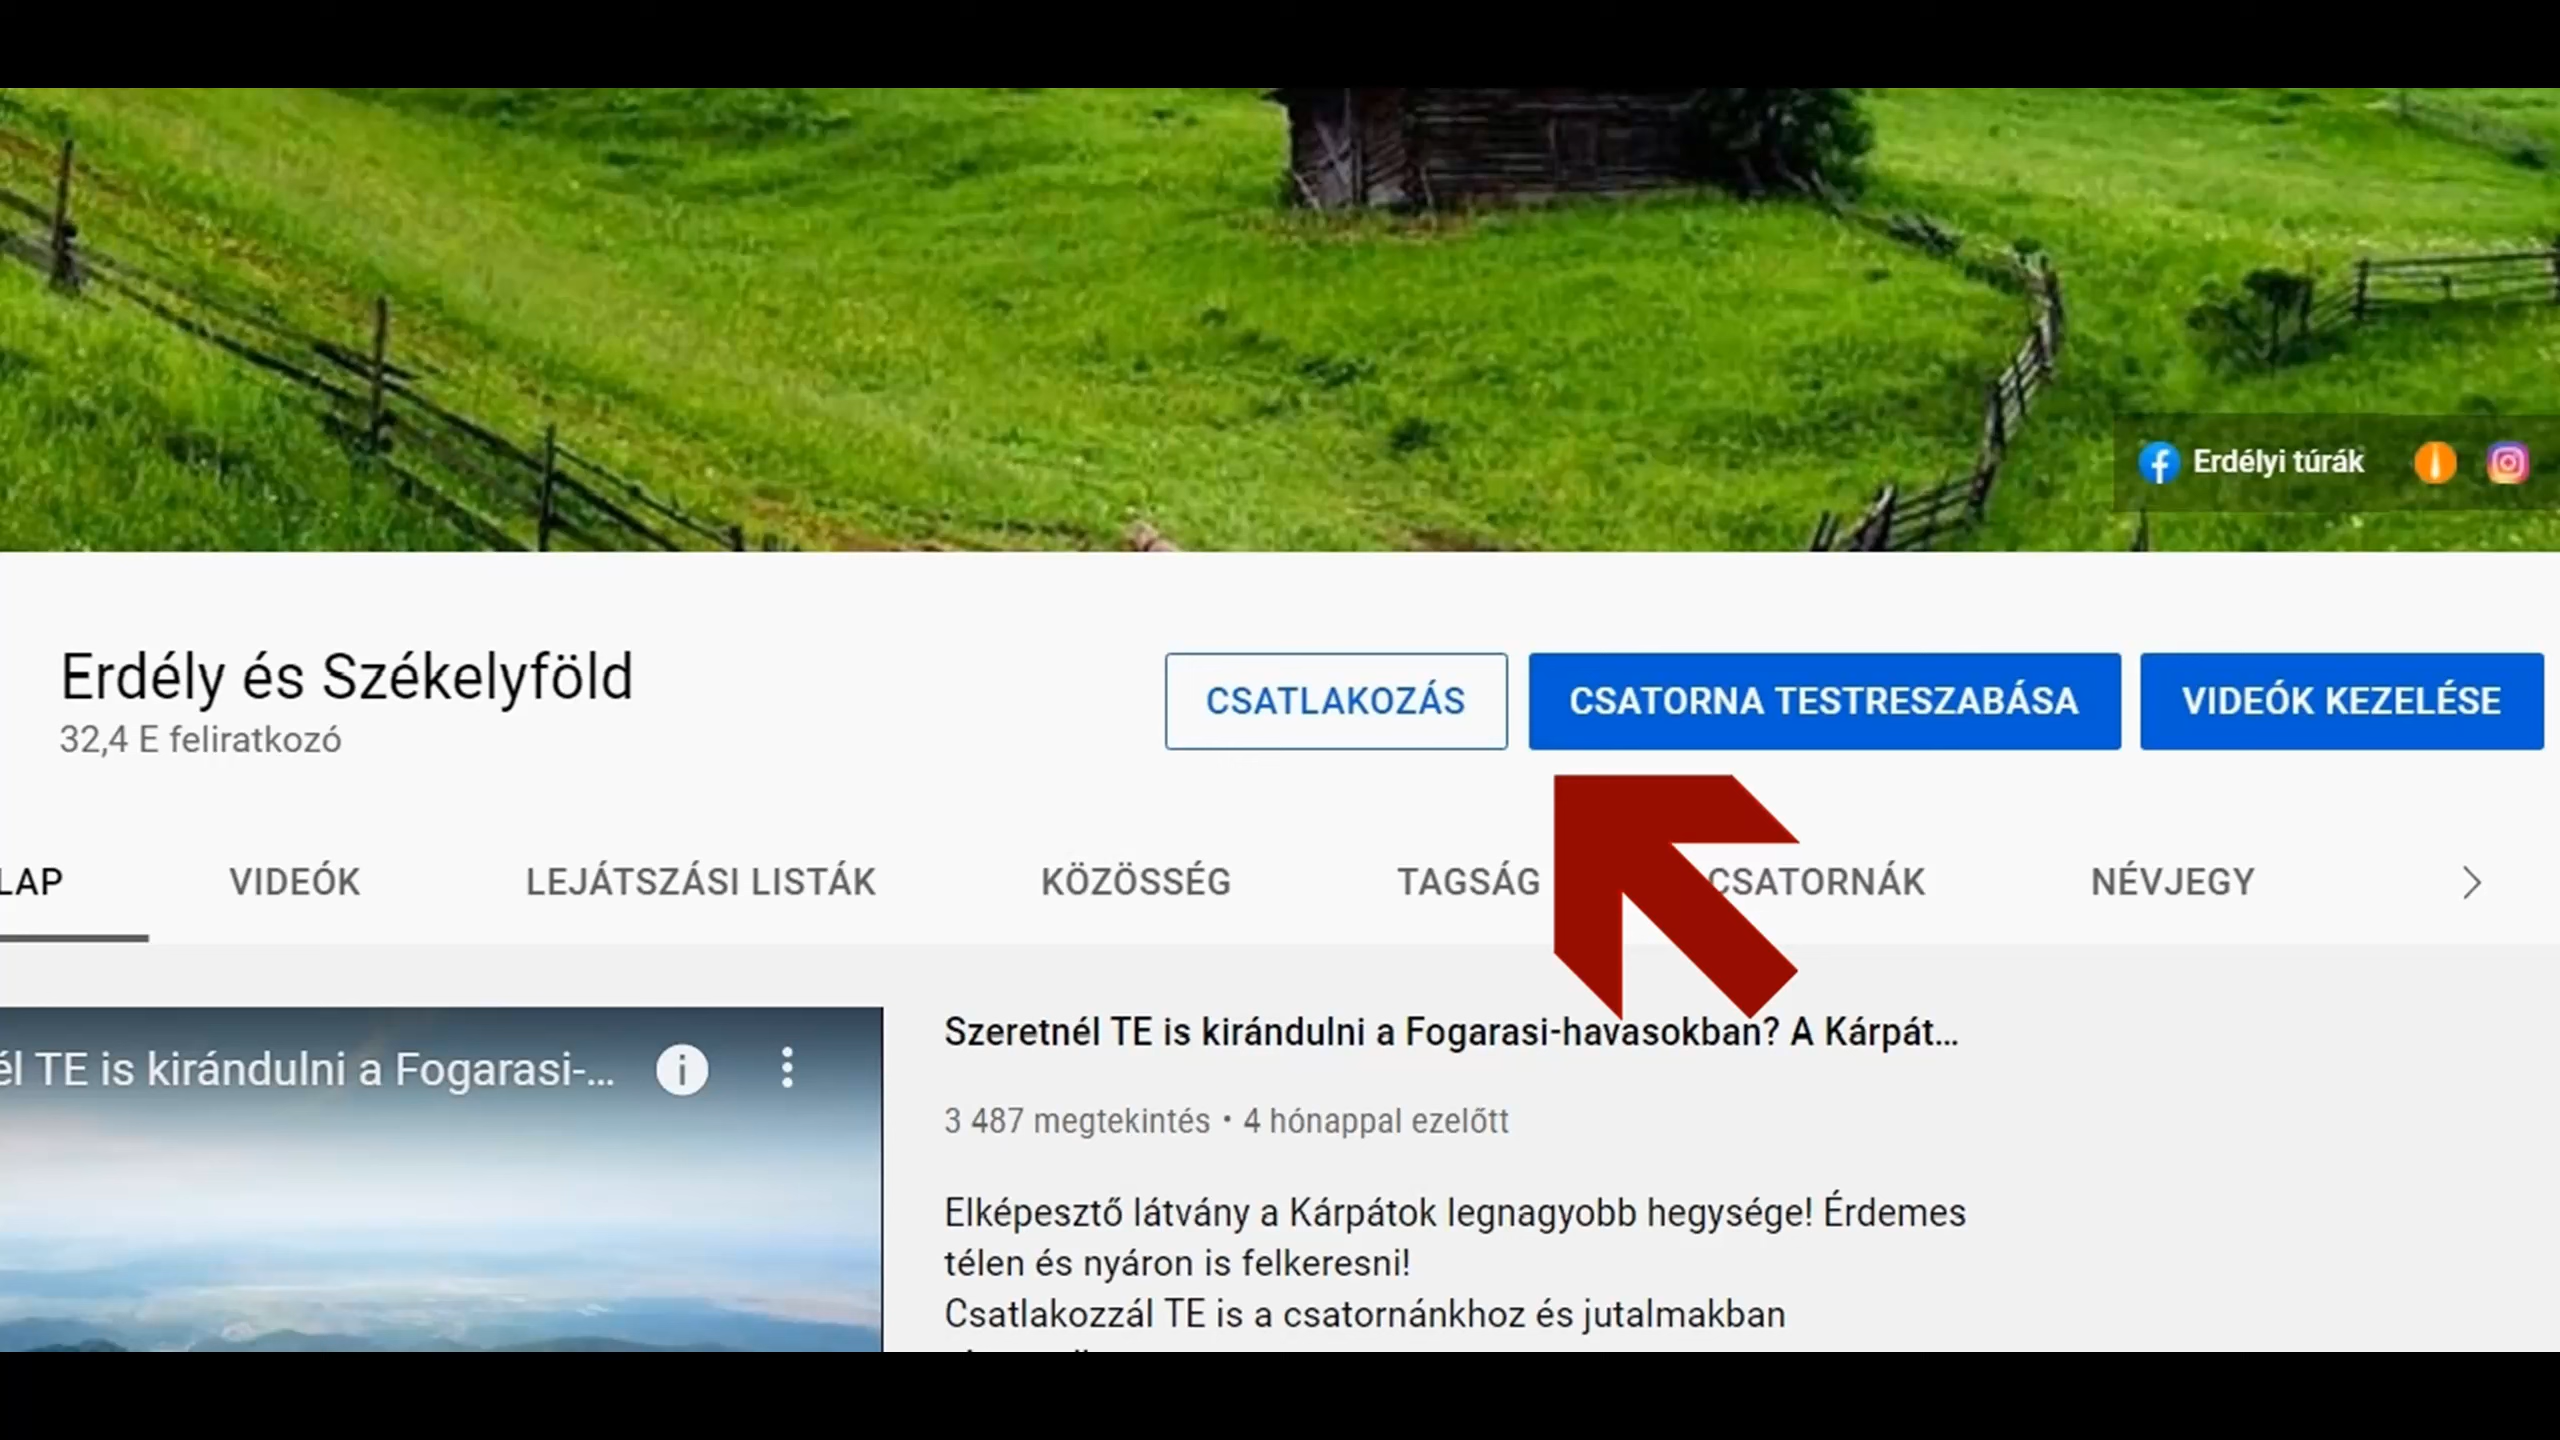 Erdélyi túrák
Erdély és Székelyföld
32,4 E feliratkozó
CSATLAKOZÁS
CSATORNA TESTRESZABÁSA
VIDEÓK KEZELÉSE
LAP
VIDEÓK
LEJÁTSZÁSI LISTÁK
KÖZÖSSÉG
TAGSÁG
CSATORNÁK
NÉVJEGY
él TE is kirándulni a Fogarasi-...
Szeretnél TE is kirándulni a Fogarasi-havasokban? A Kárpát...
3 487 megtekintés • 4 hónappal ezelőtt
Elképesztő látvány a Kárpátok legnagyobb hegysége! Érdemes
télen és nyáron is felkeresni!
Csatlakozzál TE is a csatornánkhoz és jutalmakban